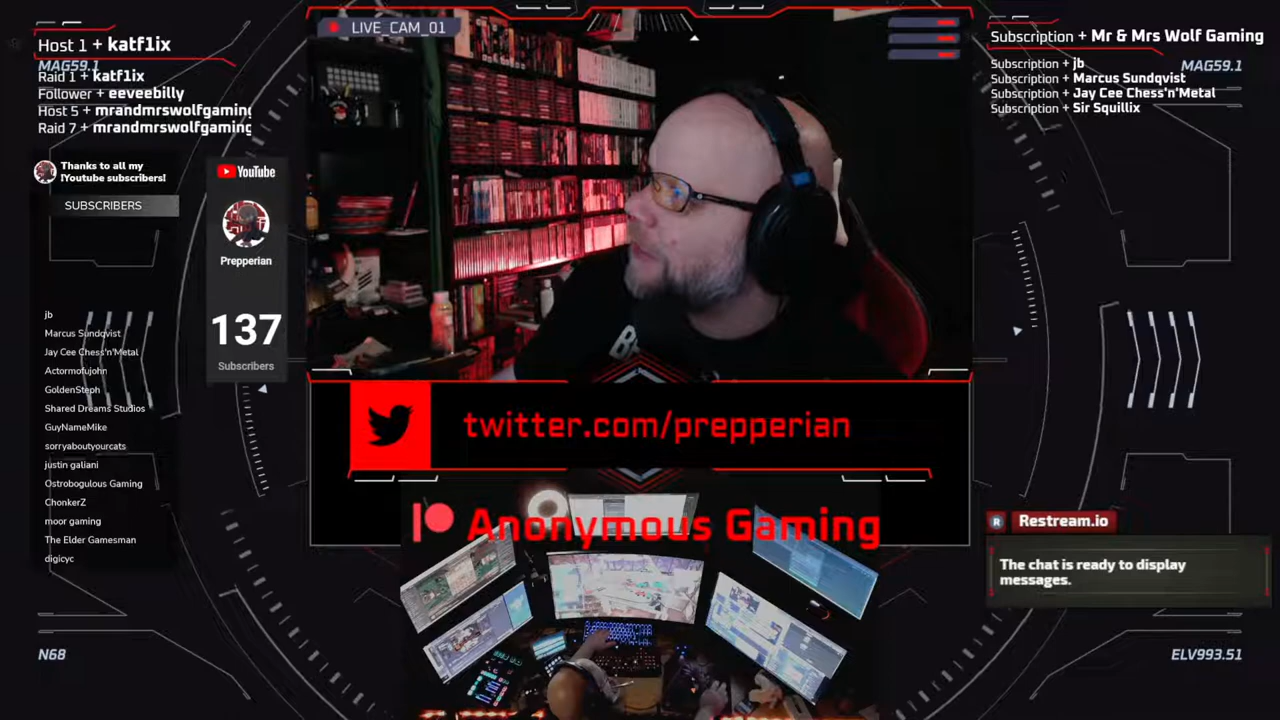 LIVE_CAM_01
Host 1 + katf1ix
MAG59.1
Raid 1 + katf1ix
Follower + eeveebilly
Host 5 + mrandmrswolfgaming
Raid 7 + mrandmrswolfgaming
Thanks to all my
!Youtube subscribers!
SUBSCRIBERS
jb
Marcus Sundqvist
Jay Cee Chess'n'Metal
Actormofujohn
GoldenSteph
Shared Dreams Studios
GuyNameMike
sorryaboutyourcats
justin galiani
Ostrobogulous Gaming
ChonkerZ
moor gaming
The Elder Gamesman
digicyc
N68
YouTube
Prepperian
137
Subscribers
twitter.com/prepperian
Anonymous Gaming
Subscription + Mr & Mrs Wolf Gaming
MAG59.1
Subscription + jb
Subscription + Marcus Sundqvist
Subscription + Jay Cee Chess'n'Metal
Subscription + Sir Squillix
R Restream.io
The chat is ready to display
messages.
ELV993.51